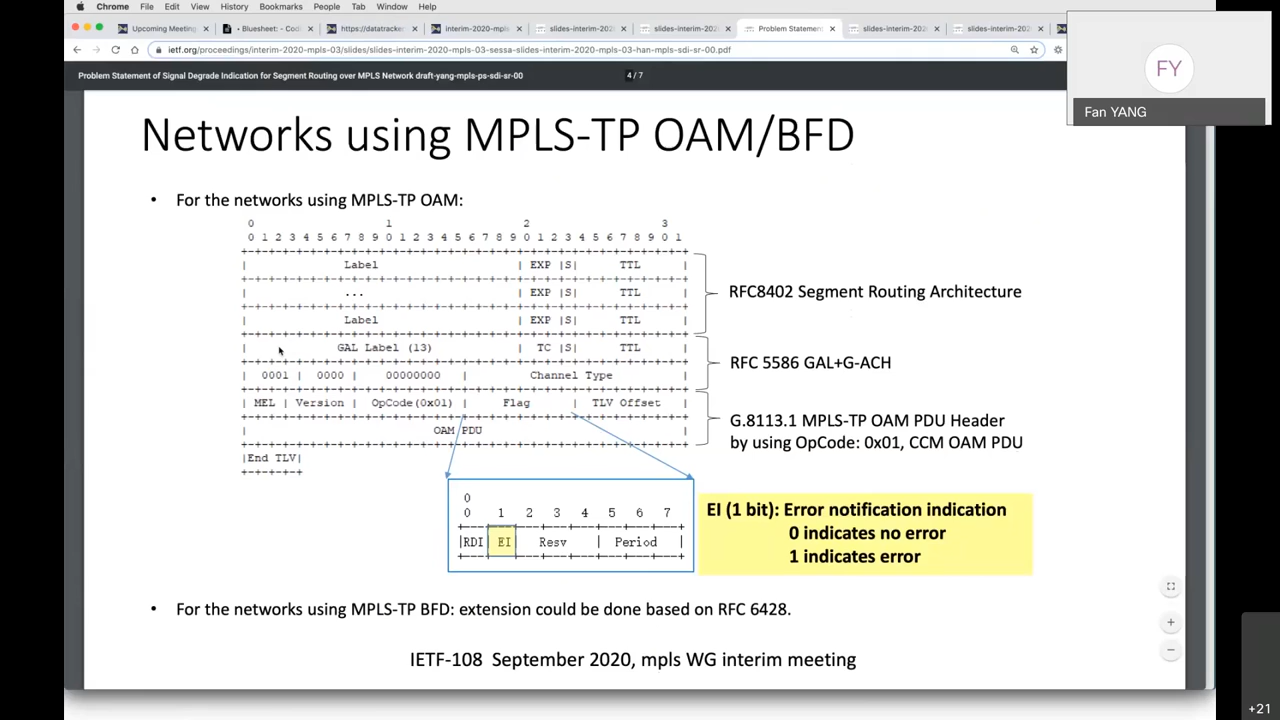 Chrome File Edit View History Bookmarks People Tab Window Help
Upcoming Meeting
• Bluesheet: - Codi
https://datatracker
interim-2020-mpls
slides-interim-202
slides-interim-202
Problem Statement
slides-interim-202
slides-interim-202
ietf.org/proceedings/interim-2020-mpls-03/slides/slides-interim-2020-mpls-03-sessa-slides-interim-2020-mpls-03-han-mpls-sdi-sr-00.pdf
Problem Statement of Signal Degrade Indication for Segment Routing over MPLS Network draft-yang-mpls-ps-sdi-sr-00
4/7
FY
Fan YANG
Networks using MPLS-TP OAM/BFD
• For the networks using MPLS-TP OAM:
0 1 2 3
0 1 2 3 4 5 6 7 8 9 0 1 2 3 4 5 6 7 8 9 0 1 2 3 4 5 6 7 8 9 0 1
+-+-+-+-+-+-+-+-+-+-+-+-+-+-+-+-+-+-+-+-+-+-+-+-+-+-+-+-+-+-+-+-+
| Label | EXP |S| TTL |
+-+-+-+-+-+-+-+-+-+-+-+-+-+-+-+-+-+-+-+-+-+-+-+-+-+-+-+-+-+-+-+-+
| ... | EXP |S| TTL |
+-+-+-+-+-+-+-+-+-+-+-+-+-+-+-+-+-+-+-+-+-+-+-+-+-+-+-+-+-+-+-+-+
| Label | EXP |S| TTL |
+-+-+-+-+-+-+-+-+-+-+-+-+-+-+-+-+-+-+-+-+-+-+-+-+-+-+-+-+-+-+-+-+
| GAL Label (13) | TC |S| TTL |
+-+-+-+-+-+-+-+-+-+-+-+-+-+-+-+-+-+-+-+-+-+-+-+-+-+-+-+-+-+-+-+-+
| 0001 | 0000 | 00000000 | Channel Type |
+-+-+-+-+-+-+-+-+-+-+-+-+-+-+-+-+-+-+-+-+-+-+-+-+-+-+-+-+-+-+-+-+
| MEL | Version | OpCode(0x01) | Flag | TLV Offset |
+-+-+-+-+-+-+-+-+-+-+-+-+-+-+-+-+-+-+-+-+-+-+-+-+-+-+-+-+-+-+-+-+
| OAM PDU |
+-+-+-+-+-+-+-+-+-+-+-+-+-+-+-+-+-+-+-+-+-+-+-+-+-+-+-+-+-+-+-+-+
|End TLV|
+-+-+-+-+
RFC8402 Segment Routing Architecture
RFC 5586 GAL+G-ACH
G.8113.1 MPLS-TP OAM PDU Header
by using OpCode: 0x01, CCM OAM PDU
0
0 1 2 3 4 5 6 7
+-+-+-+-+-+-+-+-+
|RDI| EI| Resv | Period |
+-+-+-+-+-+-+-+-+
EI (1 bit): Error notification indication
0 indicates no error
1 indicates error
• For the networks using MPLS-TP BFD: extension could be done based on RFC 6428.
IETF-108 September 2020, mpls WG interim meeting
+21